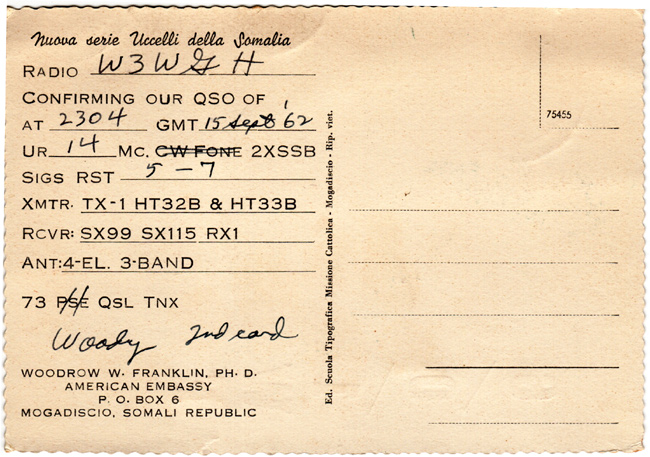 Nuova serie Uccelli della Somalia
RADIO W3WGH
CONFIRMING OUR QSO OF
AT 2304 GMT 15 Sept '62
UR 14 MC. CW FONE 2XSSB
SIGS RST 5-7
XMTR. TX-1 HT32B & HT33B
RCVR: SX99 SX115 RX1
ANT: 4-EL. 3-BAND
73 PSE QSL TNX
Woody 2nd card
WOODROW W. FRANKLIN, PH. D.
AMERICAN EMBASSY
P. O. BOX 6
MOGADISCIO, SOMALI REPUBLIC
Ed. Scuola Tipografica Missione Cattolica - Mogadiscio - Rip. viet.
75455